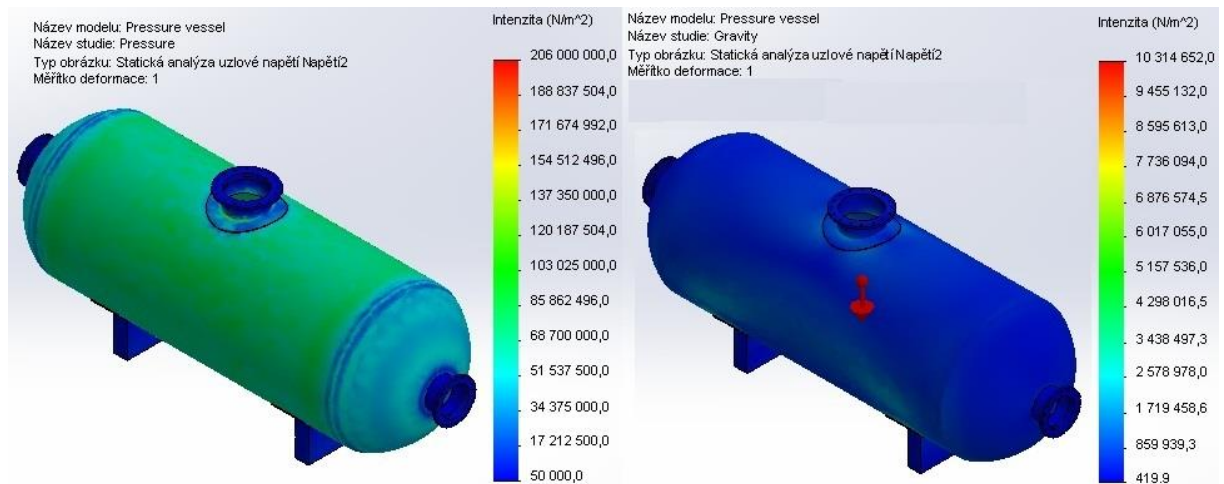 Název modelu: Pressure vessel
Název studie: Pressure
Typ obrázku: Statická analýza uzlové napětí Napětí2
Měřítko deformace: 1
Intenzita (N/m^2)
206 000 000,0
188 837 504,0
171 674 992,0
154 512 496,0
137 350 000,0
120 187 504,0
103 025 000,0
85 862 496,0
68 700 000,0
51 537 500,0
34 375 000,0
17 212 500,0
50 000,0
Název modelu: Pressure vessel
Název studie: Gravity
Typ obrázku: Statická analýza uzlové napětí Napětí2
Měřítko deformace: 1
Intenzita (N/m^2)
10 314 652,0
9 455 132,0
8 595 613,0
7 736 094,0
6 876 574,5
6 017 055,0
5 157 536,0
4 298 016,5
3 438 497,3
2 578 978,0
1 719 458,6
859 939,3
419.9